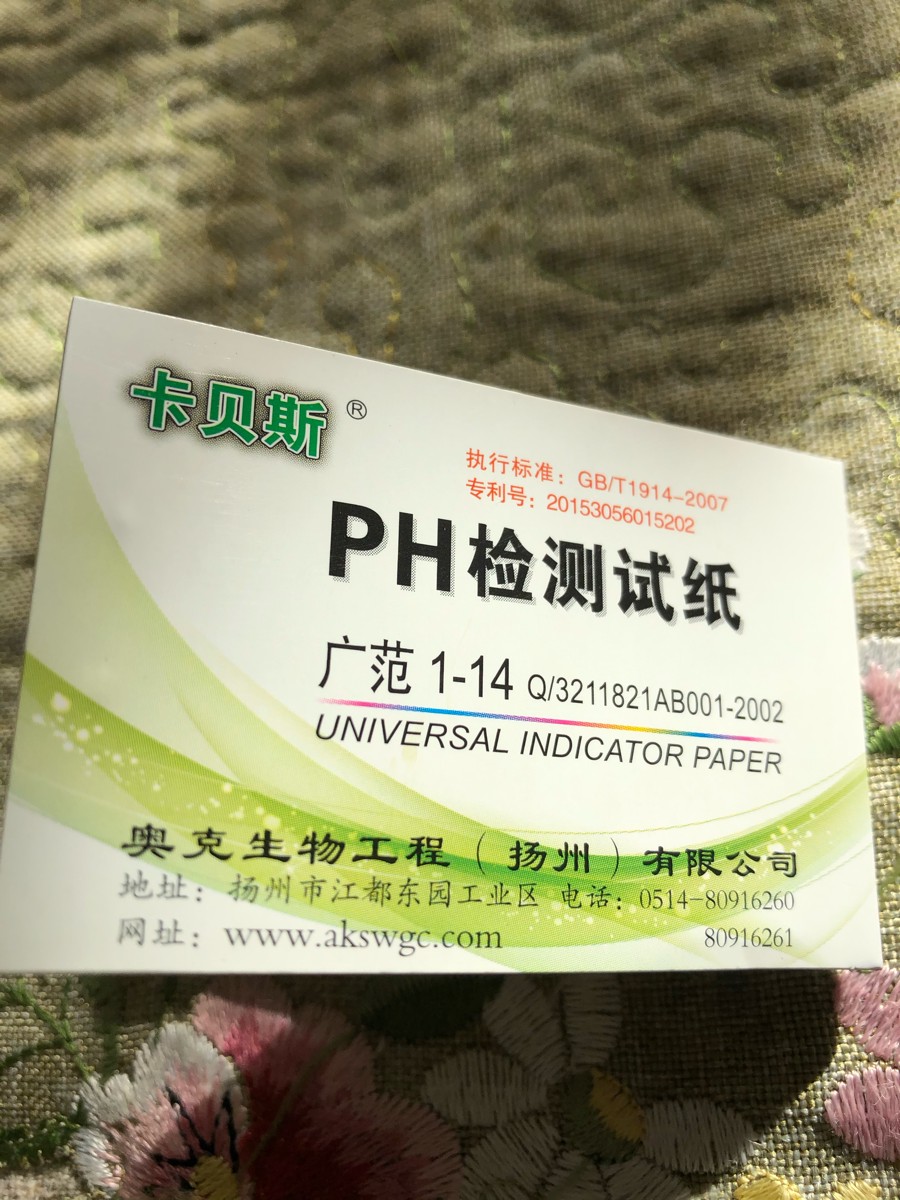 卡贝斯®
执行标准：GB/T1914-2007
专利号：20153056015202
PH检测试纸
广范 1-14 Q/3211821AB001-2002
UNIVERSAL INDICATOR PAPER
奥克生物工程（扬州）有限公司
地址：扬州市江都东园工业区 电话：0514-80916260
网址：www.akswgc.com 80916261